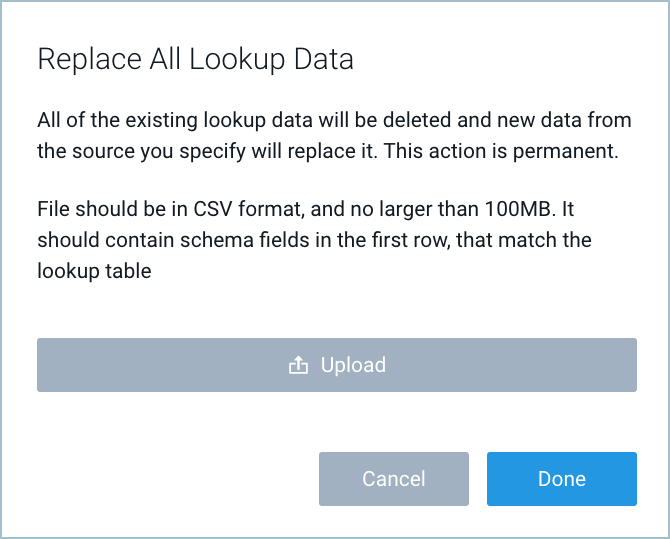 Replace All Lookup Data
All of the existing lookup data will be deleted and new data from
the source you specify will replace it. This action is permanent.
File should be in CSV format, and no larger than 100MB. It
should contain schema fields in the first row, that match the
lookup table
Upload
Cancel
Done